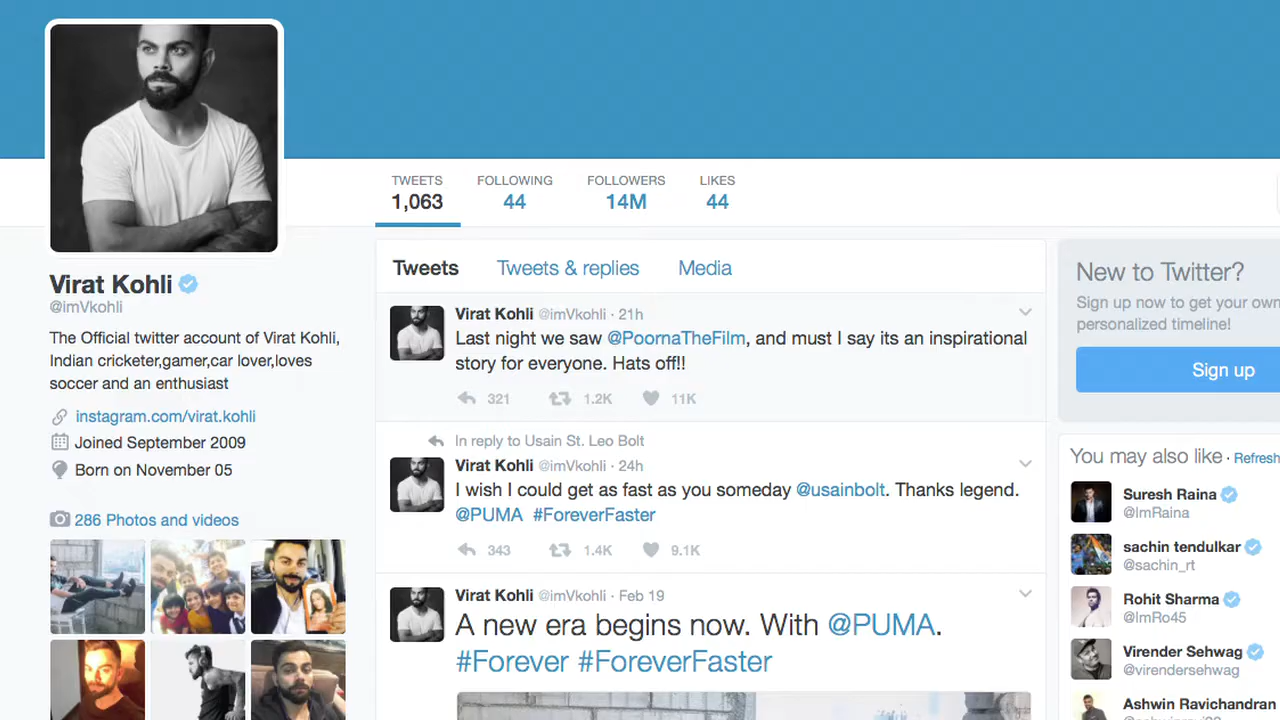 TWEETS
1,063
FOLLOWING
44
FOLLOWERS
14M
LIKES
44
Virat Kohli
@imVkohli
The Official twitter account of Virat Kohli,
Indian cricketer,gamer,car lover,loves
soccer and an enthusiast
instagram.com/virat.kohli
Joined September 2009
Born on November 05
286 Photos and videos
Tweets Tweets & replies Media
Virat Kohli @imVkohli · 21h
Last night we saw @PoornaTheFilm, and must I say its an inspirational
story for everyone. Hats off!!
321 1.2K 11K
In reply to Usain St. Leo Bolt
Virat Kohli @imVkohli · 24h
I wish I could get as fast as you someday @usainbolt. Thanks legend.
@PUMA #ForeverFaster
343 1.4K 9.1K
Virat Kohli @imVkohli · Feb 19
A new era begins now. With @PUMA.
#Forever #ForeverFaster
New to Twitter?
Sign up now to get your own
personalized timeline!
Sign up
You may also like · Refresh
Suresh Raina
@ImRaina
sachin tendulkar
@sachin_rt
Rohit Sharma
@ImRo45
Virender Sehwag
@virendersehwag
Ashwin Ravichandran